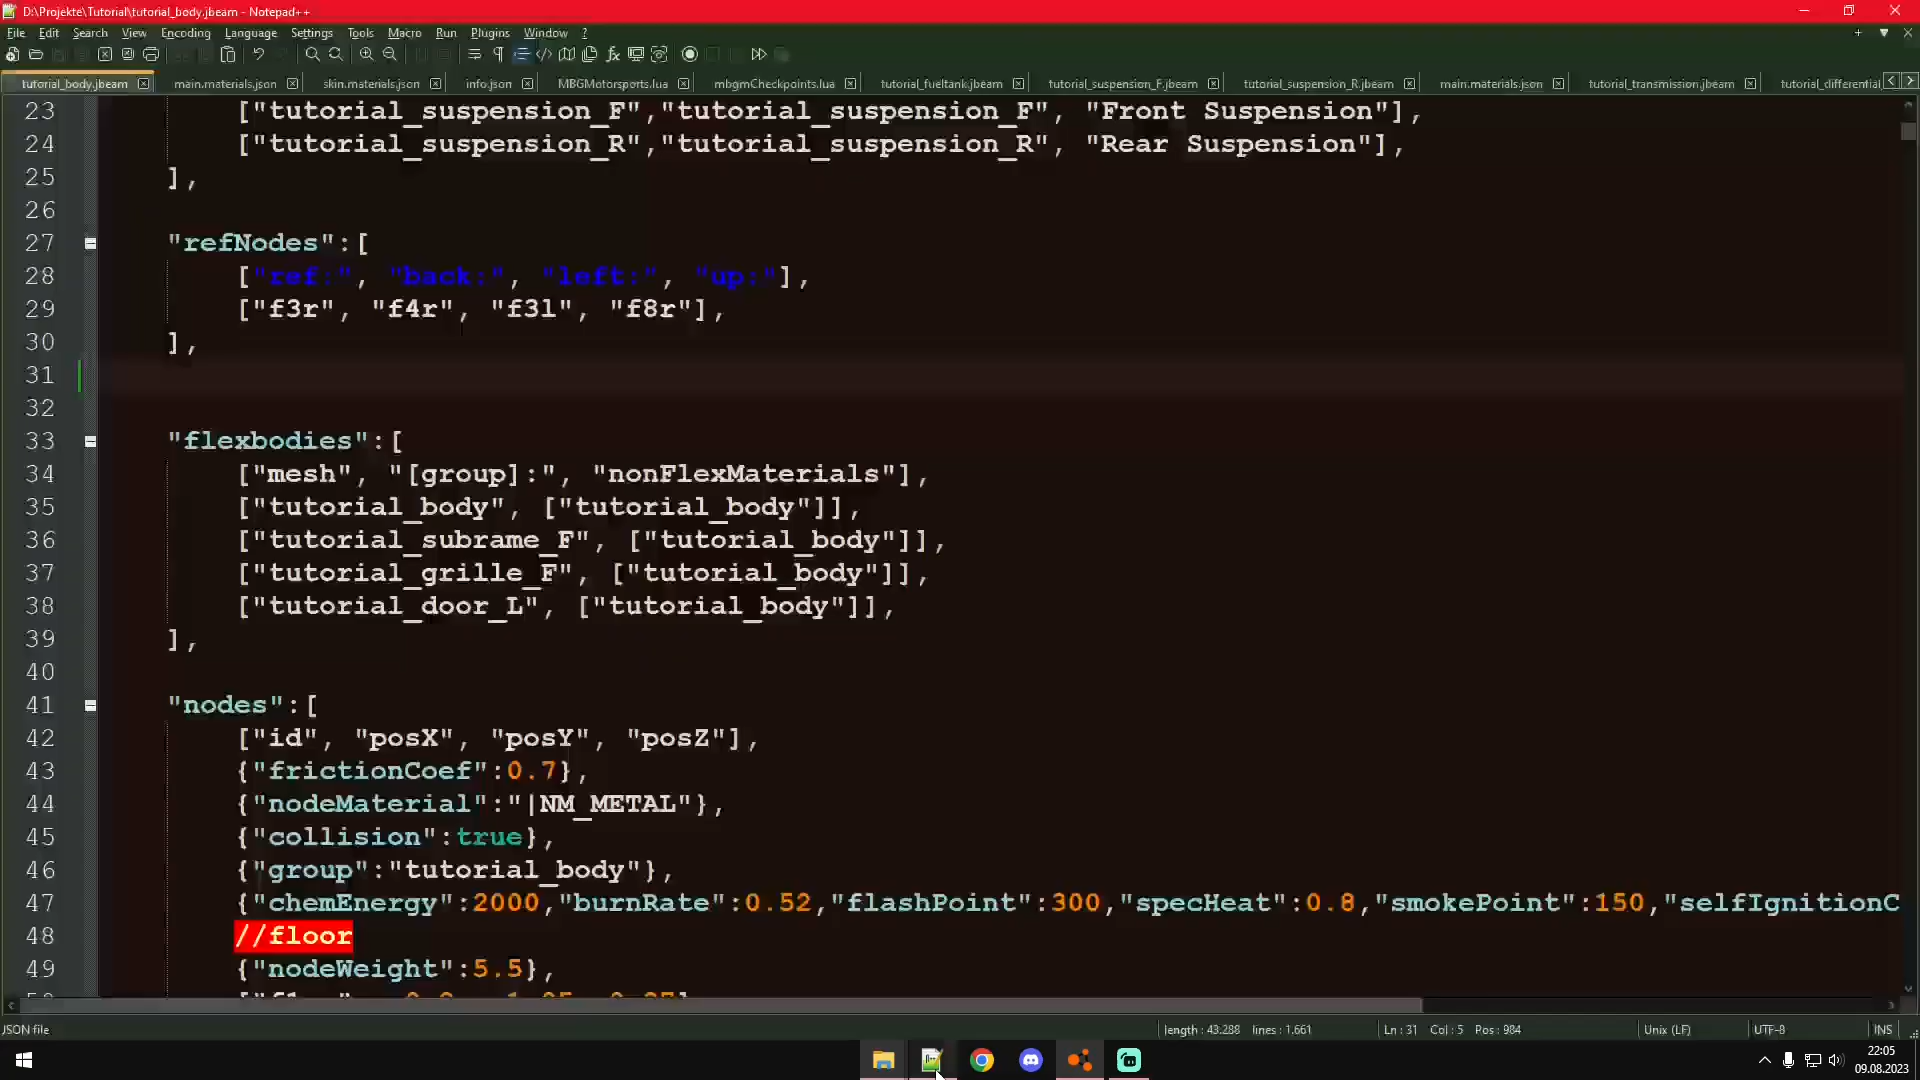 D:\Projekte\Tutorial\tutorial_body.jbeam - Notepad++
File Edit Search View Encoding Language Settings Tools Macro Run Plugins Window ?
tutorial_body.jbeam main.materials.json skin.materials.json info.json MBGMotorsports.lua mbgmCheckpoints.lua tutorial_fueltank.jbeam tutorial_suspension_F.jbeam tutorial_suspension_R.jbeam main.materials.json tutorial_transmission.jbeam tutorial_differential
23 ["tutorial_suspension_F","tutorial_suspension_F", "Front Suspension"],
24 ["tutorial_suspension_R","tutorial_suspension_R", "Rear Suspension"],
25 ],
26
27 "refNodes":[
28 ["ref:", "back:", "left:", "up:"],
29 ["f3r", "f4r", "f3l", "f8r"],
30 ],
31
32
33 "flexbodies":[
34 ["mesh", "[group]:", "nonFlexMaterials"],
35 ["tutorial_body", ["tutorial_body"]],
36 ["tutorial_subrame_F", ["tutorial_body"]],
37 ["tutorial_grille_F", ["tutorial_body"]],
38 ["tutorial_door_L", ["tutorial_body"]],
39 ],
40
41 "nodes":[
42 ["id", "posX", "posY", "posZ"],
43 {"frictionCoef":0.7},
44 {"nodeMaterial":"|NM_METAL"},
45 {"collision":true},
46 {"group":"tutorial_body"},
47 {"chemEnergy":2000,"burnRate":0.52,"flashPoint":300,"specHeat":0.8,"smokePoint":150,"selfIgnitionC
48 //floor
49 {"nodeWeight":5.5},
JSON file length : 43.288 lines : 1.661 Ln : 31 Col : 5 Pos : 984 Unix (LF) UTF-8 INS
22:05
09.08.2023